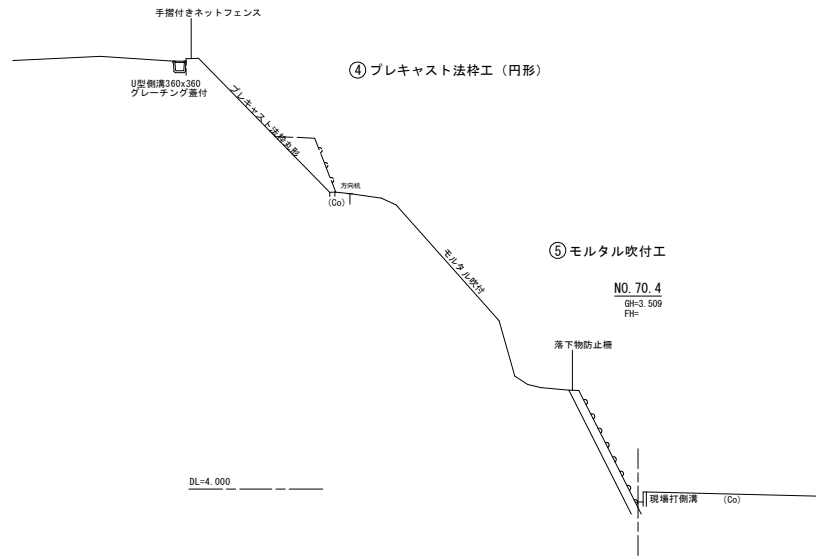 手摺付きネットフェンス
④プレキャスト法枠工（円形）
U型側溝360x360
グレーチング蓋付
プレキャスト法枠丸形
方向杭
(Co)
モルタル吹付
⑤モルタル吹付工
NO.70.4
GH=3.509
FH=
落下物防止柵
DL=4.000
現場打側溝
(Co)